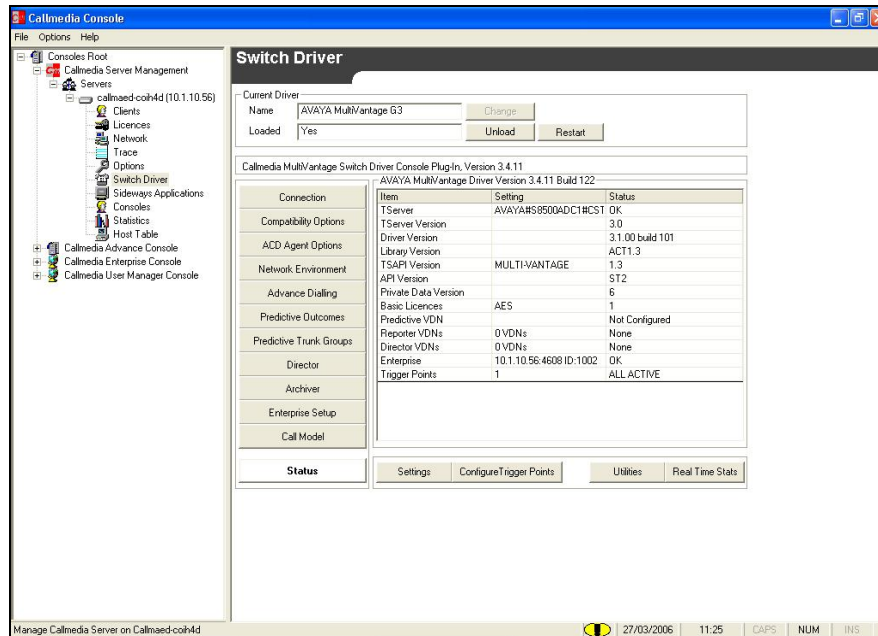 Callmedia Console
File Options Help
Consoles Root
Callmedia Server Management
Servers
callmaed-coih4d (10.1.10.56)
Clients
Licences
Network
Trace
Options
Switch Driver
Sideways Applications
Consoles
Statistics
Host Table
Callmedia Advance Console
Callmedia Enterprise Console
Callmedia User Manager Console
Switch Driver
Current Driver
Name AVAYA MultiVantage G3 Change
Loaded Yes Unload Restart
Callmedia MultiVantage Switch Driver Console Plug-In, Version 3.4.11
Connection
Compatibility Options
ACD Agent Options
Network Environment
Advance Dialling
Predictive Outcomes
Predictive Trunk Groups
Director
Archiver
Enterprise Setup
Call Model
Status
AVAYA MultiVantage Driver Version 3.4.11 Build 122
Item Setting Status
TServer AVAYA#S8500ADC1#CST OK
TServer Version 3.0
Driver Version 3.1.00 build 101
Library Version ACT1.3
TSAPI Version MULTI-VANTAGE 1.3
API Version ST2
Private Data Version 6
Basic Licences AES 1
Predictive VDN Not Configured
Reporter VDNs 0 VDNs None
Director VDNs 0 VDNs None
Enterprise 10.1.10.56:4608 ID:1002 OK
Trigger Points 1 ALL ACTIVE
Settings ConfigureTrigger Points Utilities Real Time Stats
Manage Callmedia Server on Callmaed-coih4d 27/03/2006 11:25 CAPS NUM INS